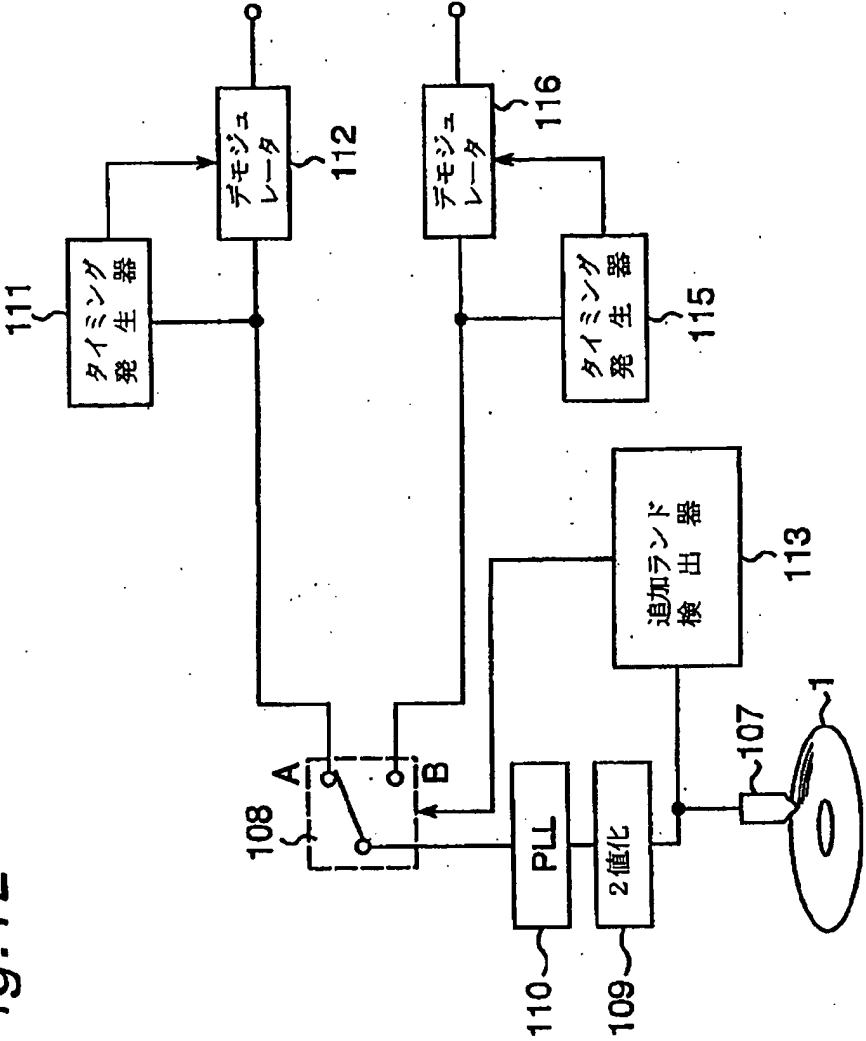 111
タイミング
発生器
デモジュ
レータ
112
デモジュ
レータ
116
タイミング
発生器
115
108
A
B
追加ランド
検出器
113
110
PLL
109
2値化
107
1